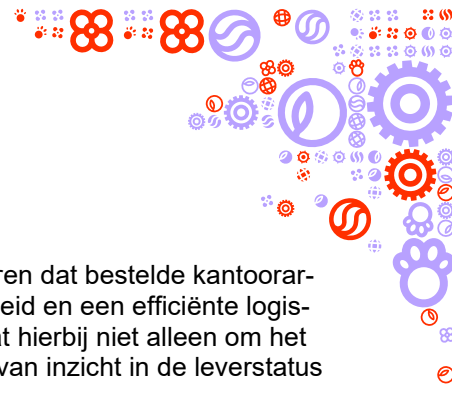 ren dat bestelde kantoorar-
eid en een efficiënte logis-
t hierbij niet alleen om het
van inzicht in de leverstatus